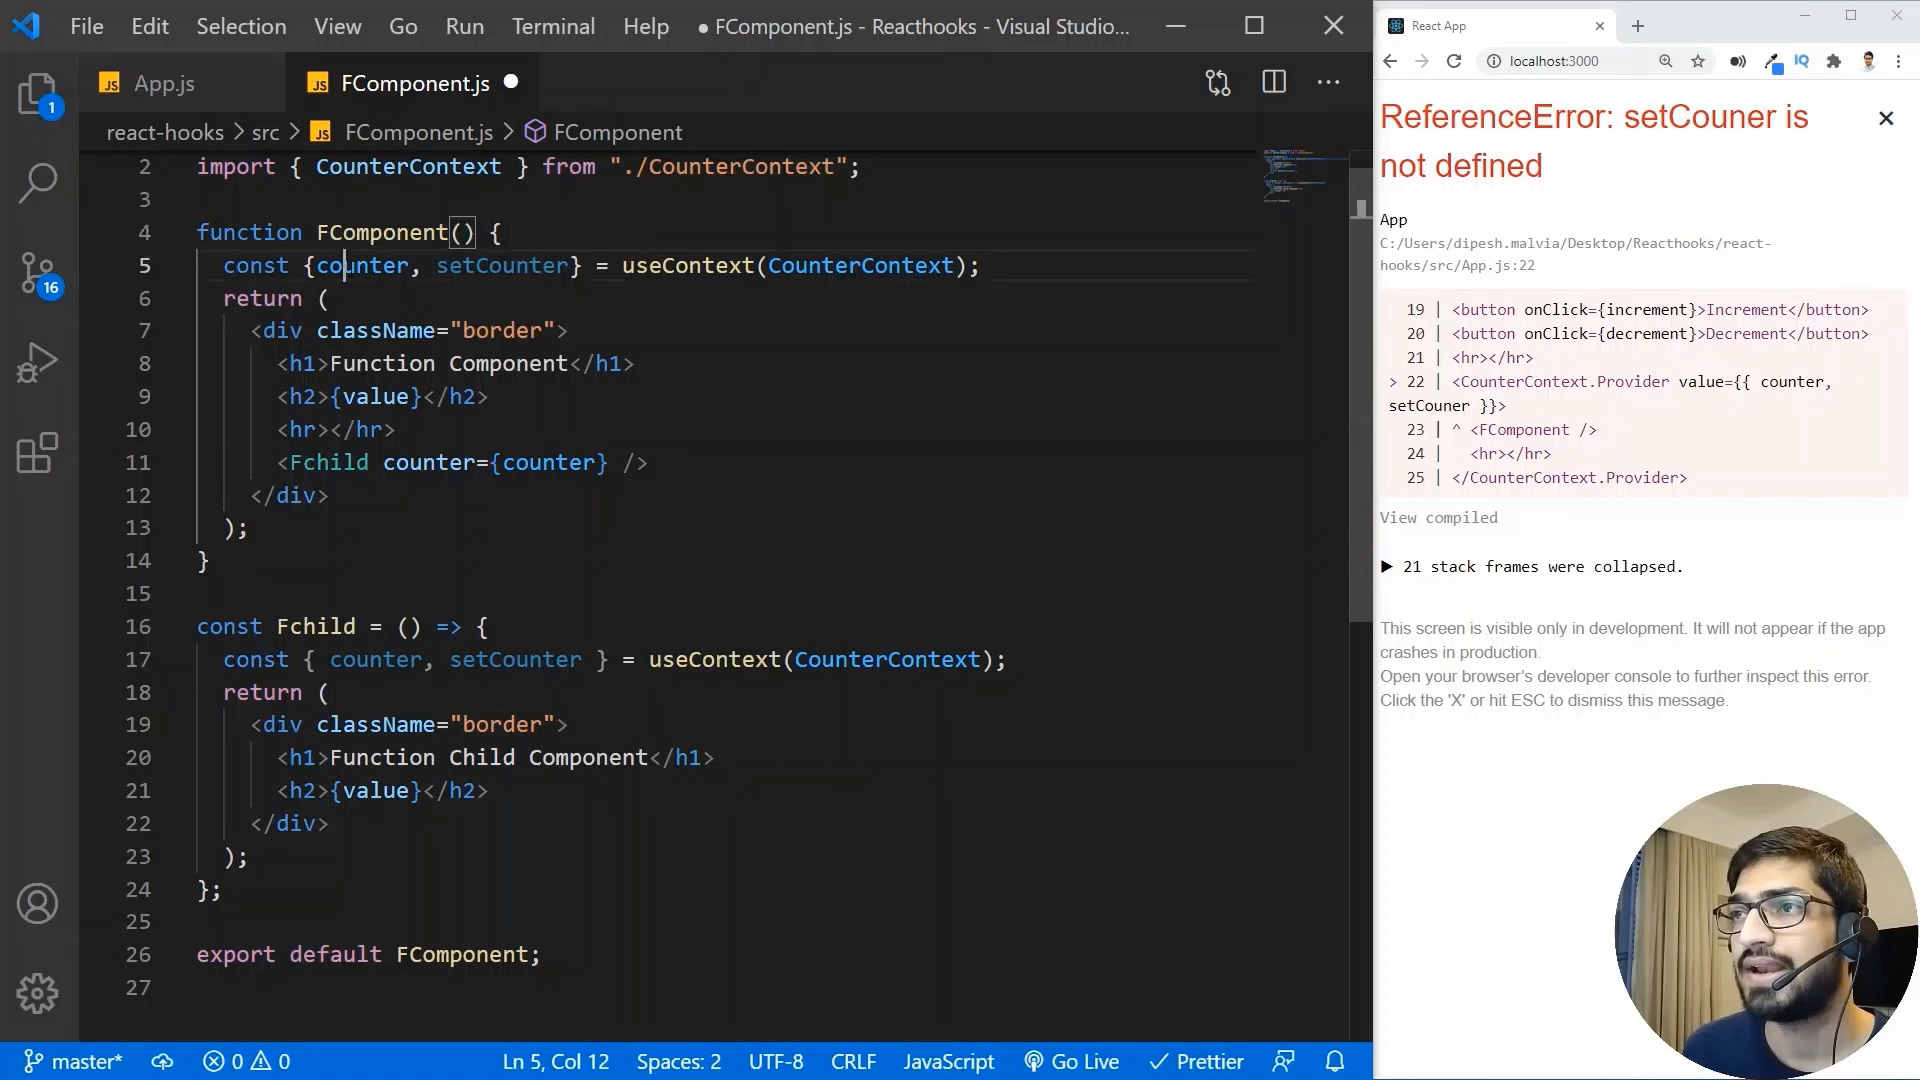 File Edit Selection View Go Run Terminal Help ● FComponent.js - Reacthooks - Visual Studio...
JS App.js JS FComponent.js
react-hooks > src > JS FComponent.js > FComponent
2 import { CounterContext } from "./CounterContext";
3
4 function FComponent() {
5 const {counter, setCounter} = useContext(CounterContext);
6 return (
7 <div className="border">
8 <h1>Function Component</h1>
9 <h2>{value}</h2>
10 <hr></hr>
11 <Fchild counter={counter} />
12 </div>
13 );
14 }
15
16 const Fchild = () => {
17 const { counter, setCounter } = useContext(CounterContext);
18 return (
19 <div className="border">
20 <h1>Function Child Component</h1>
21 <h2>{value}</h2>
22 </div>
23 );
24 };
25
26 export default FComponent;
27
1
16
master* 0 0 Ln 5, Col 12 Spaces: 2 UTF-8 CRLF JavaScript Go Live Prettier
React App
localhost:3000
IQ
ReferenceError: setCouner is
not defined
App
C:/Users/dipesh.malvia/Desktop/Reacthooks/react-
hooks/src/App.js:22
19 | <button onClick={increment}>Increment</button>
20 | <button onClick={decrement}>Decrement</button>
21 | <hr></hr>
> 22 | <CounterContext.Provider value={{ counter,
setCouner }}>
23 | ^ <FComponent />
24 | <hr></hr>
25 | </CounterContext.Provider>
View compiled
▶ 21 stack frames were collapsed.
This screen is visible only in development. It will not appear if the app
crashes in production.
Open your browser’s developer console to further inspect this error.
Click the 'X' or hit ESC to dismiss this message.